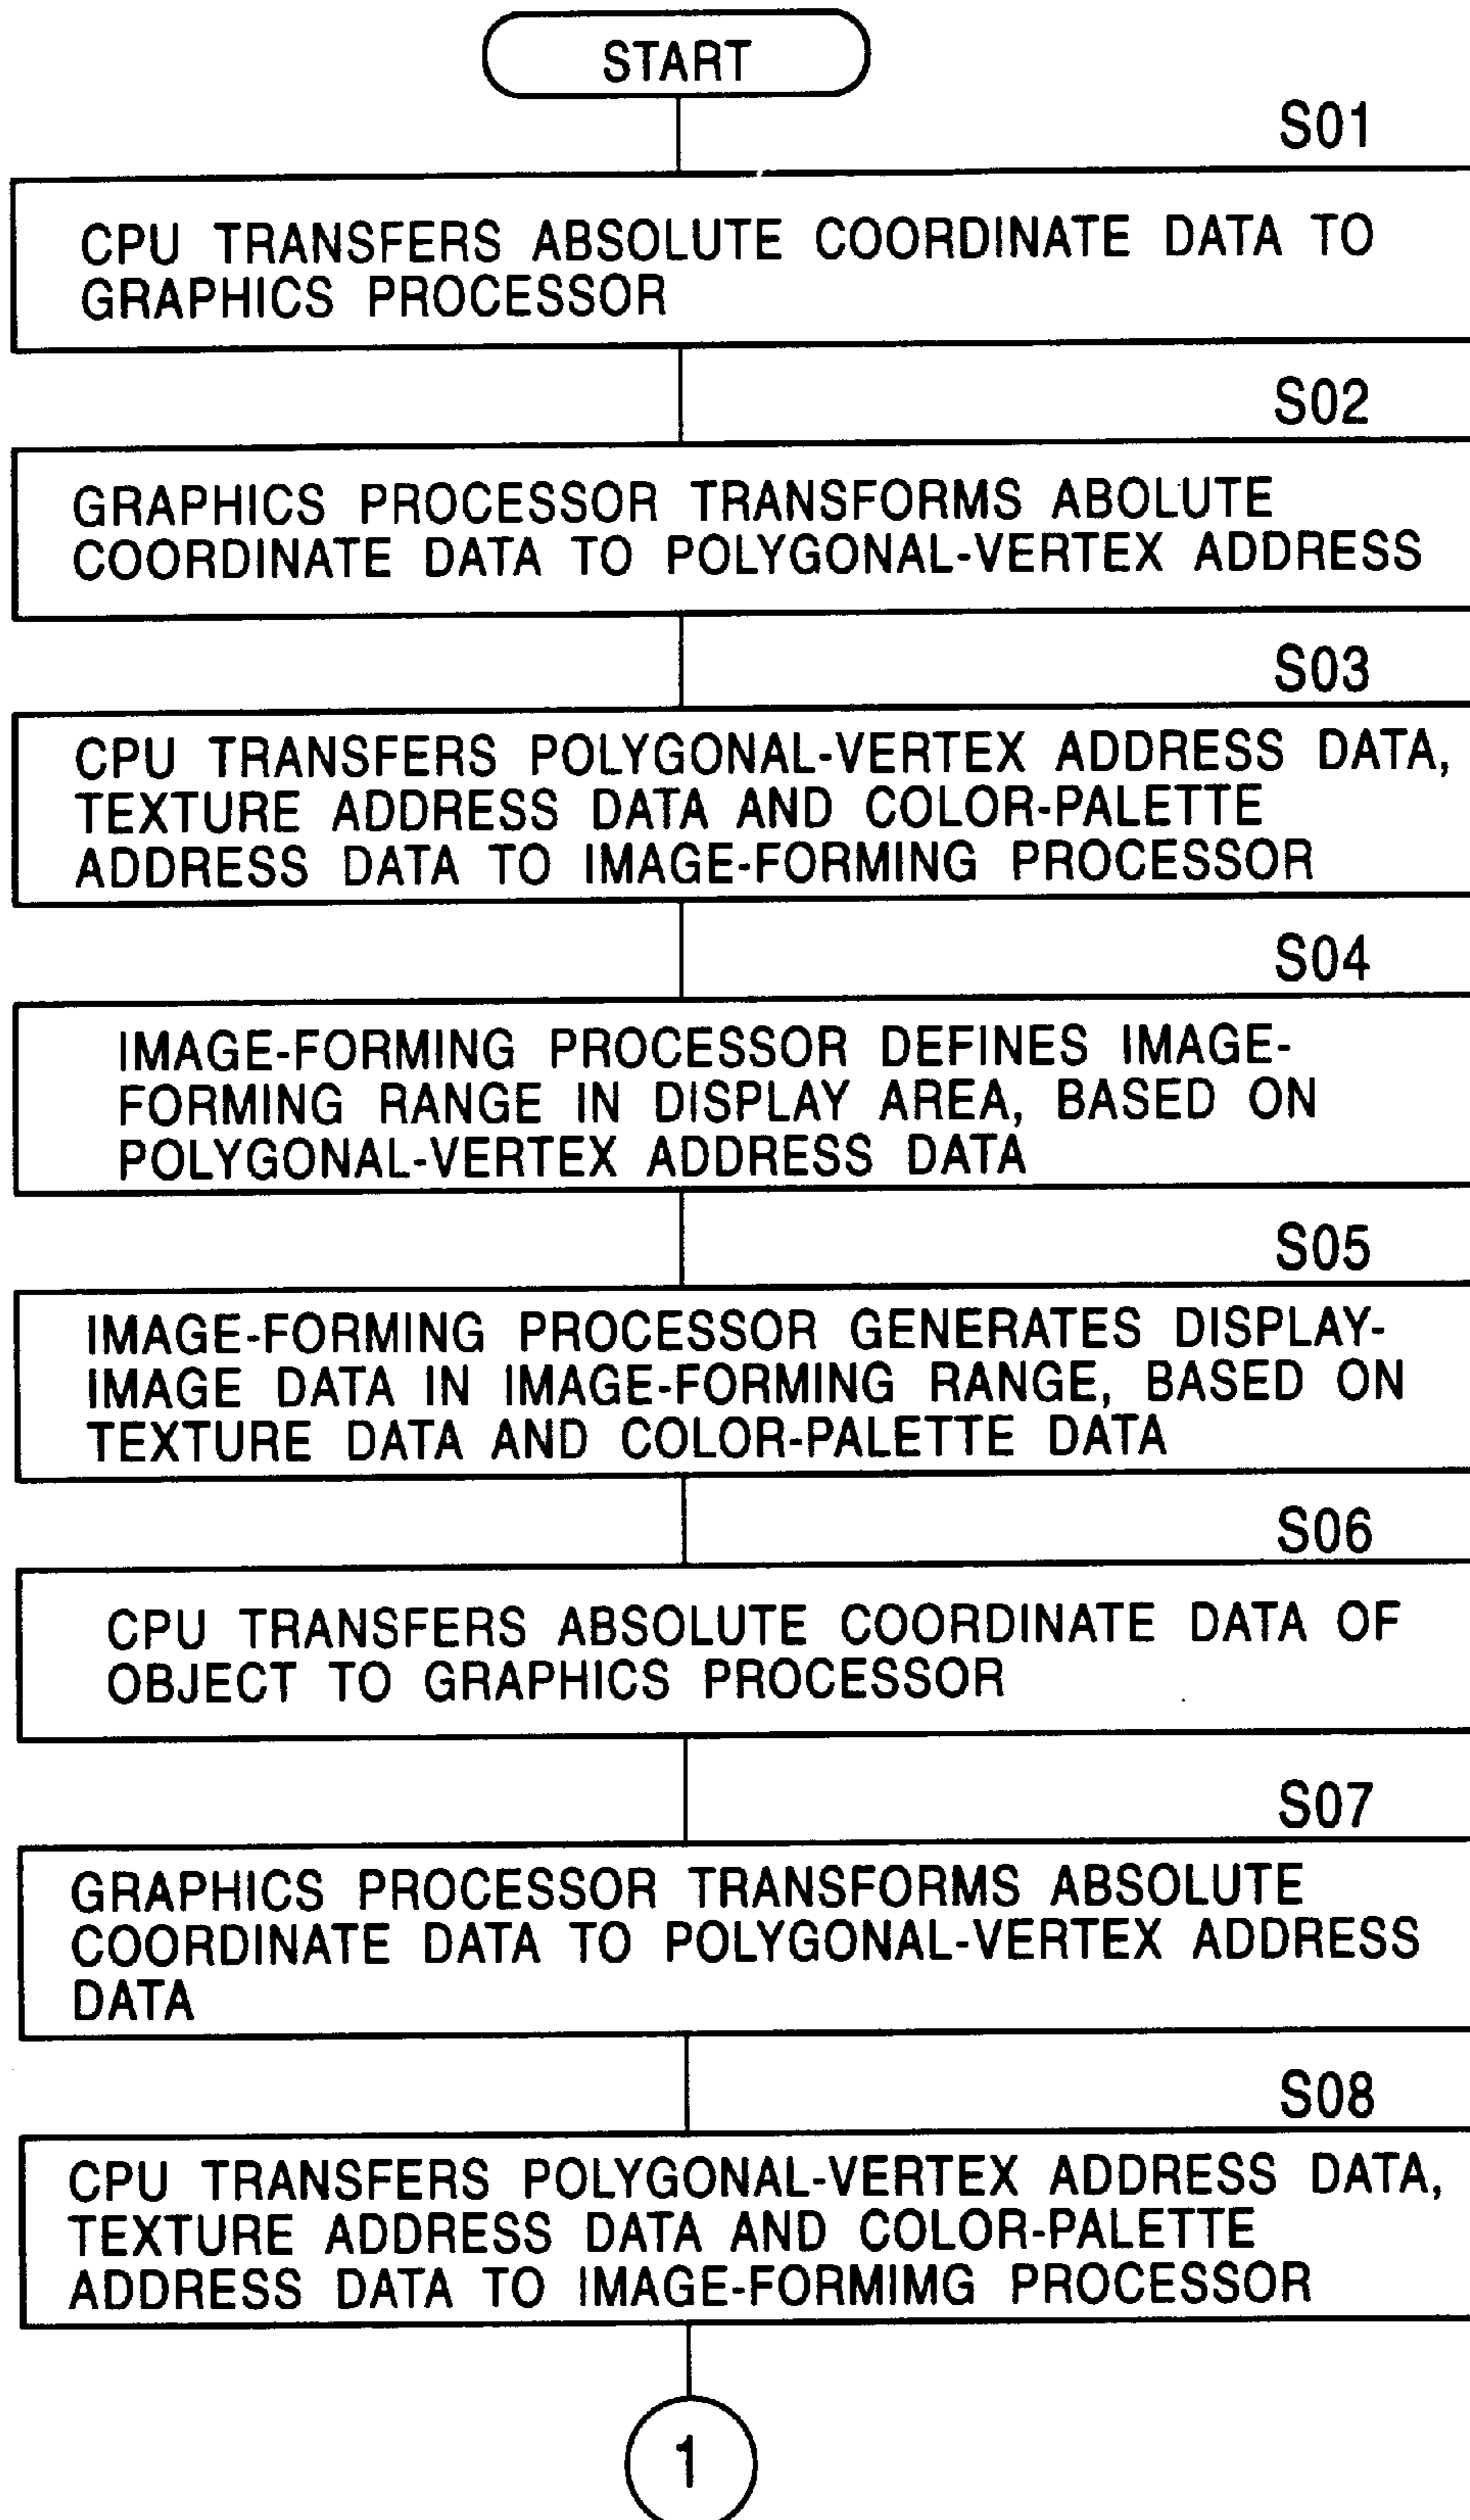 START
S01
CPU TRANSFERS ABSOLUTE COORDINATE DATA TO
GRAPHICS PROCESSOR
S02
GRAPHICS PROCESSOR TRANSFORMS ABOLUTE
COORDINATE DATA TO POLYGONAL-VERTEX ADDRESS
S03
CPU TRANSFERS POLYGONAL-VERTEX ADDRESS DATA,
TEXTURE ADDRESS DATA AND COLOR-PALETTE
ADDRESS DATA TO IMAGE-FORMING PROCESSOR
S04
IMAGE-FORMING PROCESSOR DEFINES IMAGE-
FORMING RANGE IN DISPLAY AREA, BASED ON
POLYGONAL-VERTEX ADDRESS DATA
S05
IMAGE-FORMING PROCESSOR GENERATES DISPLAY-
IMAGE DATA IN IMAGE-FORMING RANGE, BASED ON
TEXTURE DATA AND COLOR-PALETTE DATA
S06
CPU TRANSFERS ABSOLUTE COORDINATE DATA OF
OBJECT TO GRAPHICS PROCESSOR
S07
GRAPHICS PROCESSOR TRANSFORMS ABSOLUTE
COORDINATE DATA TO POLYGONAL-VERTEX ADDRESS
DATA
S08
CPU TRANSFERS POLYGONAL-VERTEX ADDRESS DATA,
TEXTURE ADDRESS DATA AND COLOR-PALETTE
ADDRESS DATA TO IMAGE-FORMIMG PROCESSOR
1